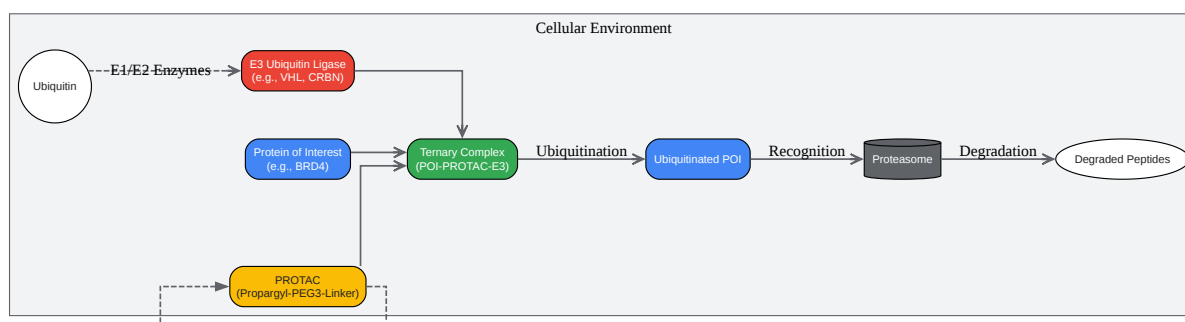 Cellular Environment
Ubiquitin
E1/E2 Enzymes
E3 Ubiquitin Ligase
(e.g., VHL, CRBN)
Protein of Interest
(e.g., BRD4)
Ternary Complex
(POI-PROTAC-E3)
Ubiquitination
Ubiquitinated POI
Recognition
Proteasome
Degradation
Degraded Peptides
PROTAC
(Propargyl-PEG3-Linker)